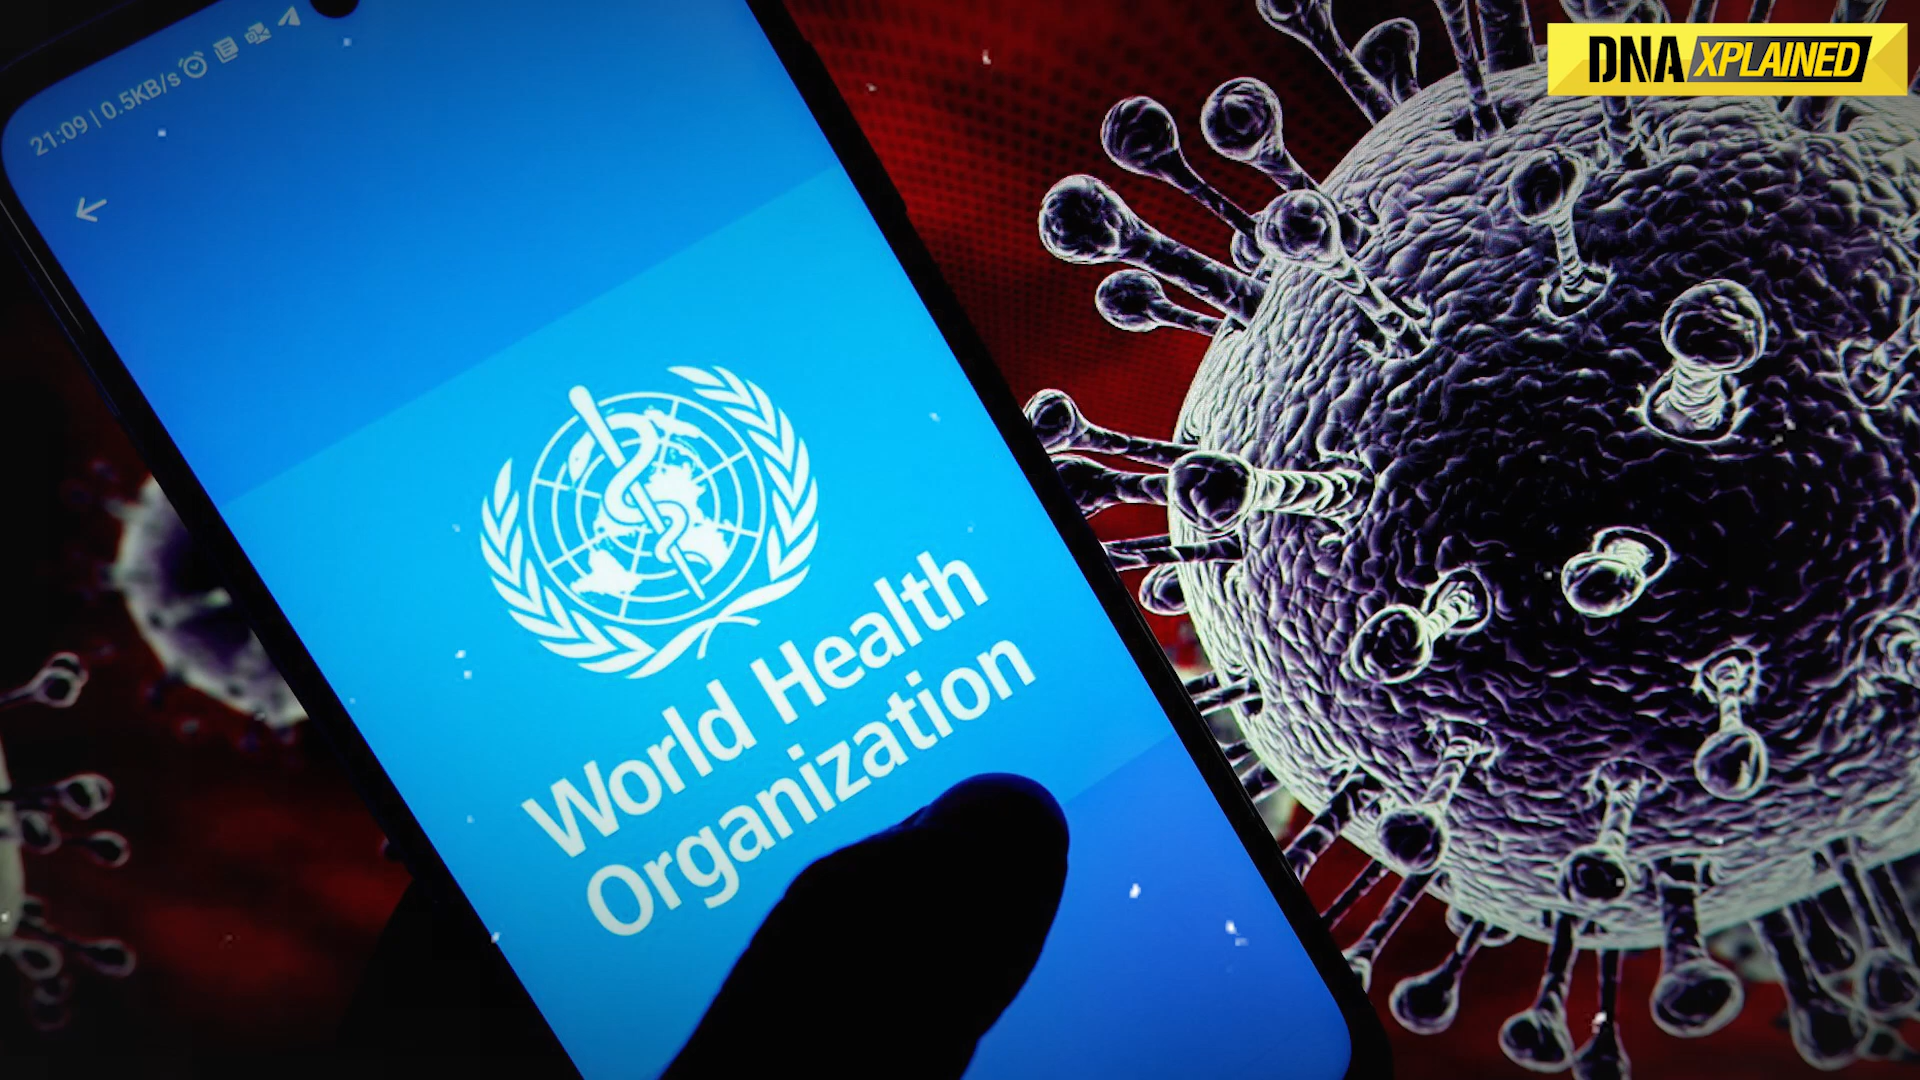 21:09 | 0.5KB/s
DNA XPLAINED
World Health
Organization